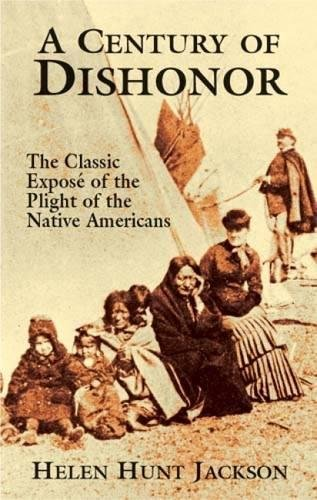 A CENTURY OF
DISHONOR
The Classic
Exposé of the
Plight of the
Native Americans
HELEN HUNT JACKSON